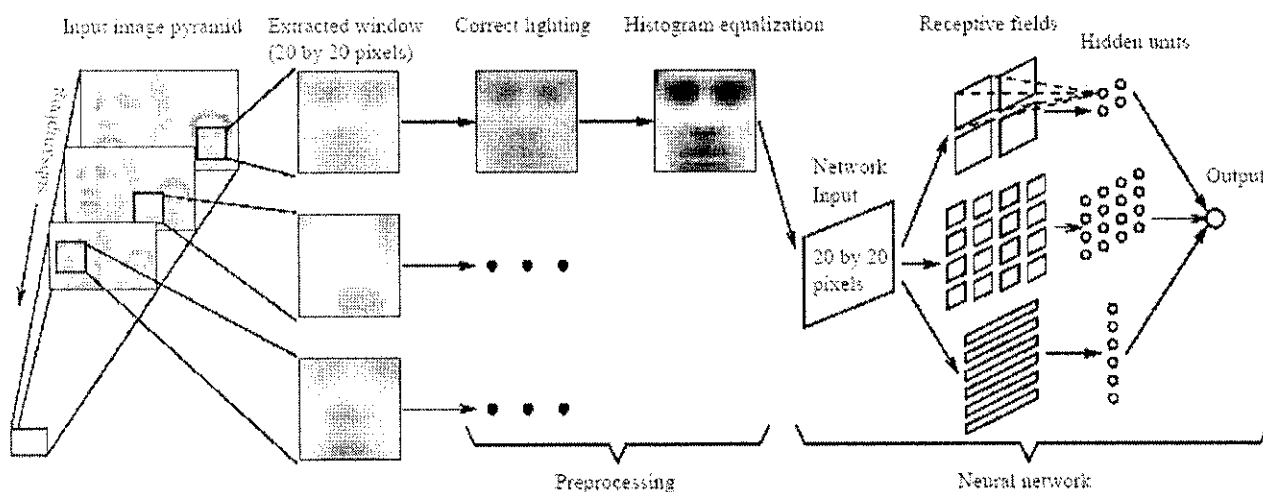 Input image pyramid
Extracted window
(20 by 20 pixels)
Correct lighting
Histogram equalization
Receptive fields
Hidden units
subsampling
Network
Input
Output
20 by 20
pixels
Preprocessing
Neural network